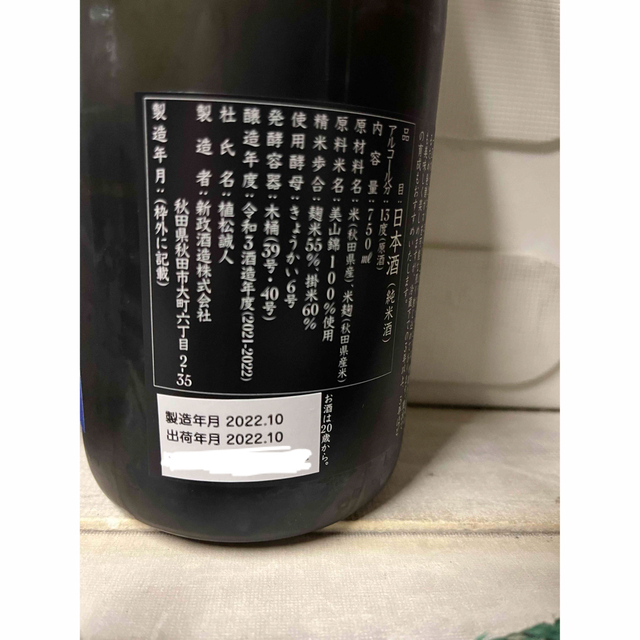 品目:日本酒(純米酒)
アルコール分:13度(原酒)
内容量:750㎖
原材料名:米(秋田県産)、米麹(秋田県産米)
原料米名:美山錦100%使用
精米歩合:麹米55%、掛米60%
使用酵母:きょうかい6号
発酵容器:木桶(39号・40号)
醸造年度:令和3酒造年度(2021-2022)
杜氏名:植松誠人
製造者:新政酒造株式会社
秋田県秋田市大町六丁目2-35
製造年月:(枠外に記載)
お酒は20歳から。
製造年月 2022.10
出荷年月 2022.10